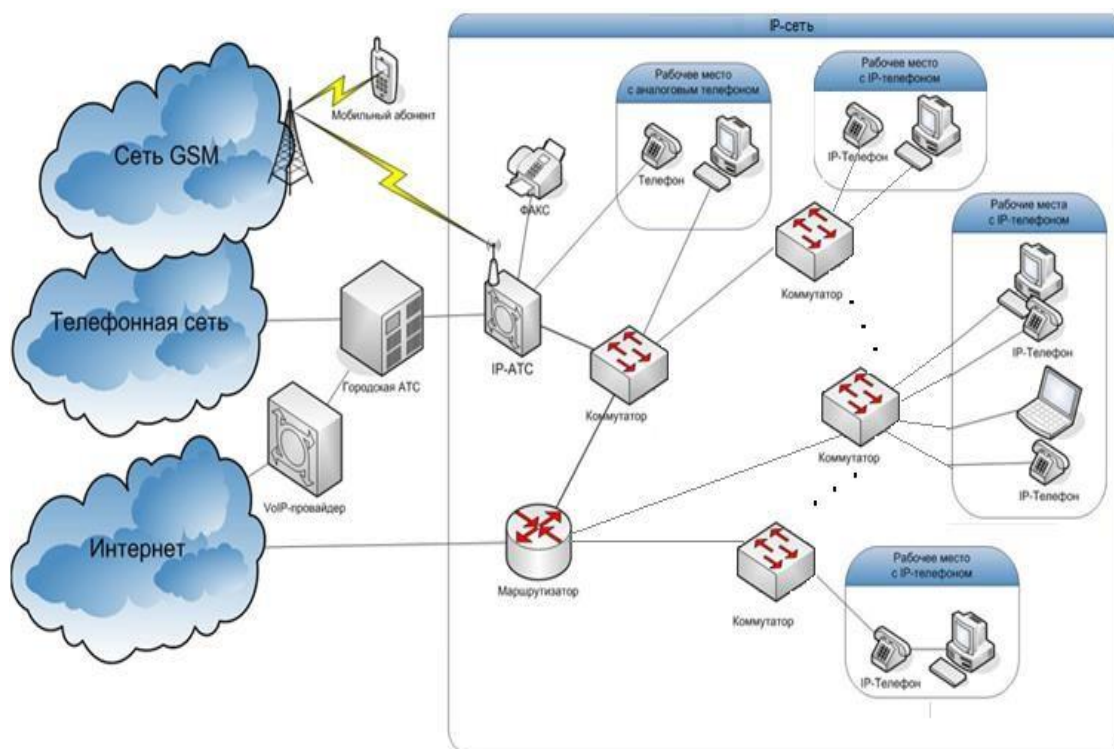 IP-сеть
Рабочее место
с аналоговым телефоном
Телефон
Рабочее место
с IP-телефоном
IP-Телефон
Мобильный абонент
Сеть GSM
ФАКС
Рабочие места
с IP-телефоном
IP-Телефон
IP-Телефон
Коммутатор
Телефонная сеть
Городская АТС
IP-АТС
Коммутатор
Коммутатор
VoIP-провайдер
Интернет
Маршрутизатор
Коммутатор
Рабочее место
с IP-телефоном
IP-Телефон